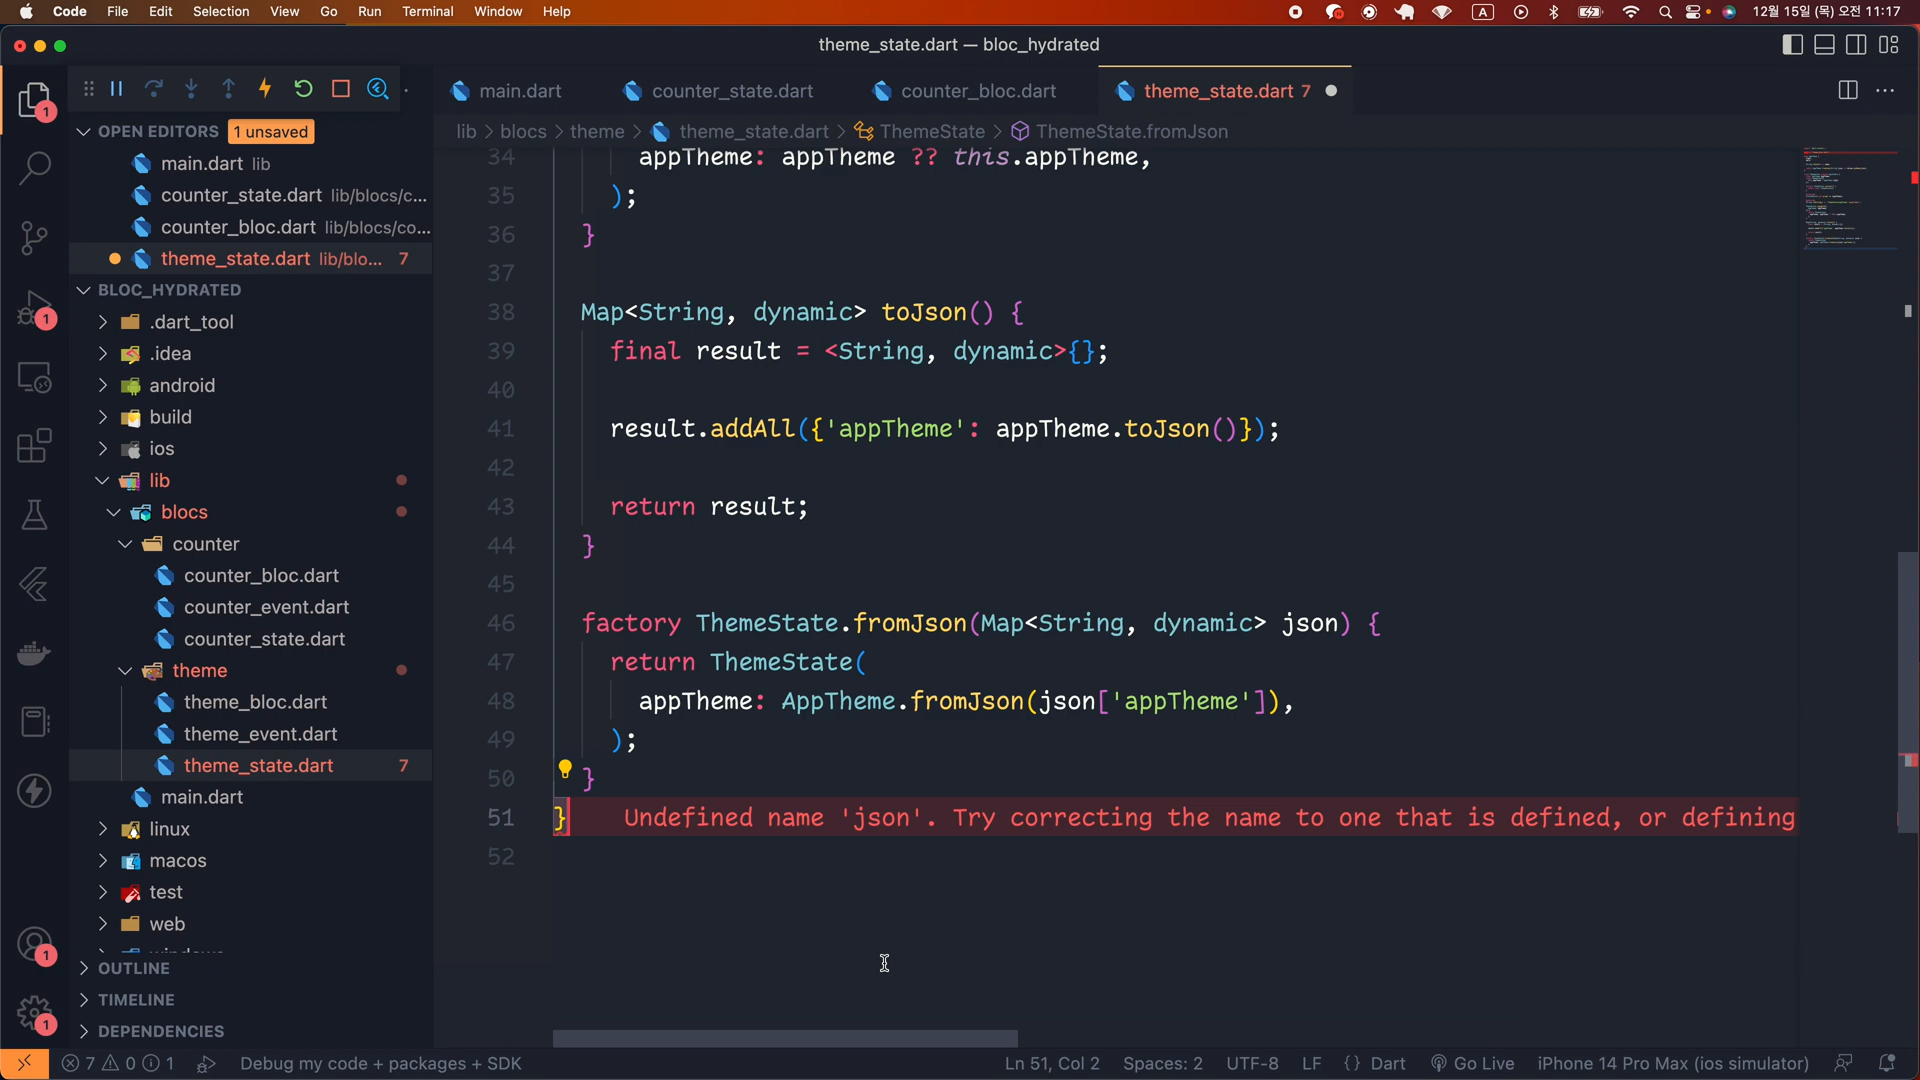 Code File Edit Selection View Go Run Terminal Window Help
A
12월 15일 (목) 오전 11:17
theme_state.dart — bloc_hydrated
main.dart
counter_state.dart
counter_bloc.dart
theme_state.dart 7
OPEN EDITORS 1 unsaved
main.dart lib
counter_state.dart lib/blocs/c...
counter_bloc.dart lib/blocs/co...
theme_state.dart lib/blo... 7
BLOC_HYDRATED
.dart_tool
.idea
android
build
ios
lib
blocs
counter
counter_bloc.dart
counter_event.dart
counter_state.dart
theme
theme_bloc.dart
theme_event.dart
theme_state.dart 7
main.dart
linux
macos
test
web
OUTLINE
TIMELINE
DEPENDENCIES
1
1
1
1
lib > blocs > theme > theme_state.dart > ThemeState > ThemeState.fromJson
34 appTheme: appTheme ?? this.appTheme,
35 );
36 }
37
38 Map<String, dynamic> toJson() {
39 final result = <String, dynamic>{};
40
41 result.addAll({'appTheme': appTheme.toJson()});
42
43 return result;
44 }
45
46 factory ThemeState.fromJson(Map<String, dynamic> json) {
47 return ThemeState(
48 appTheme: AppTheme.fromJson(json['appTheme']),
49 );
50 }
51 } Undefined name 'json'. Try correcting the name to one that is defined, or defining
52
7 0 1 Debug my code + packages + SDK
Ln 51, Col 2 Spaces: 2 UTF-8 LF {} Dart Go Live iPhone 14 Pro Max (ios simulator)